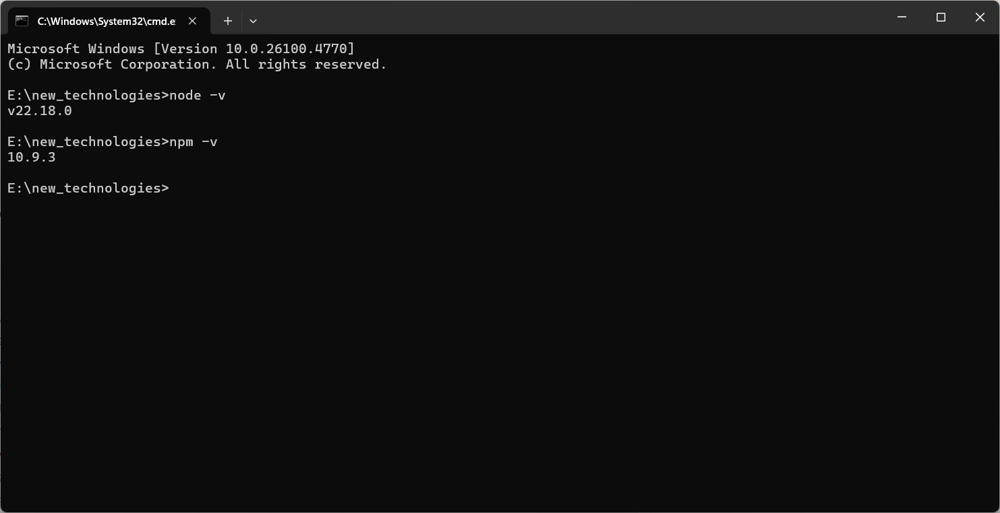 C:\Windows\System32\cmd.e
Microsoft Windows [Version 10.0.26100.4770]
(c) Microsoft Corporation. All rights reserved.
E:\new_technologies>node -v
v22.18.0
E:\new_technologies>npm -v
10.9.3
E:\new_technologies>